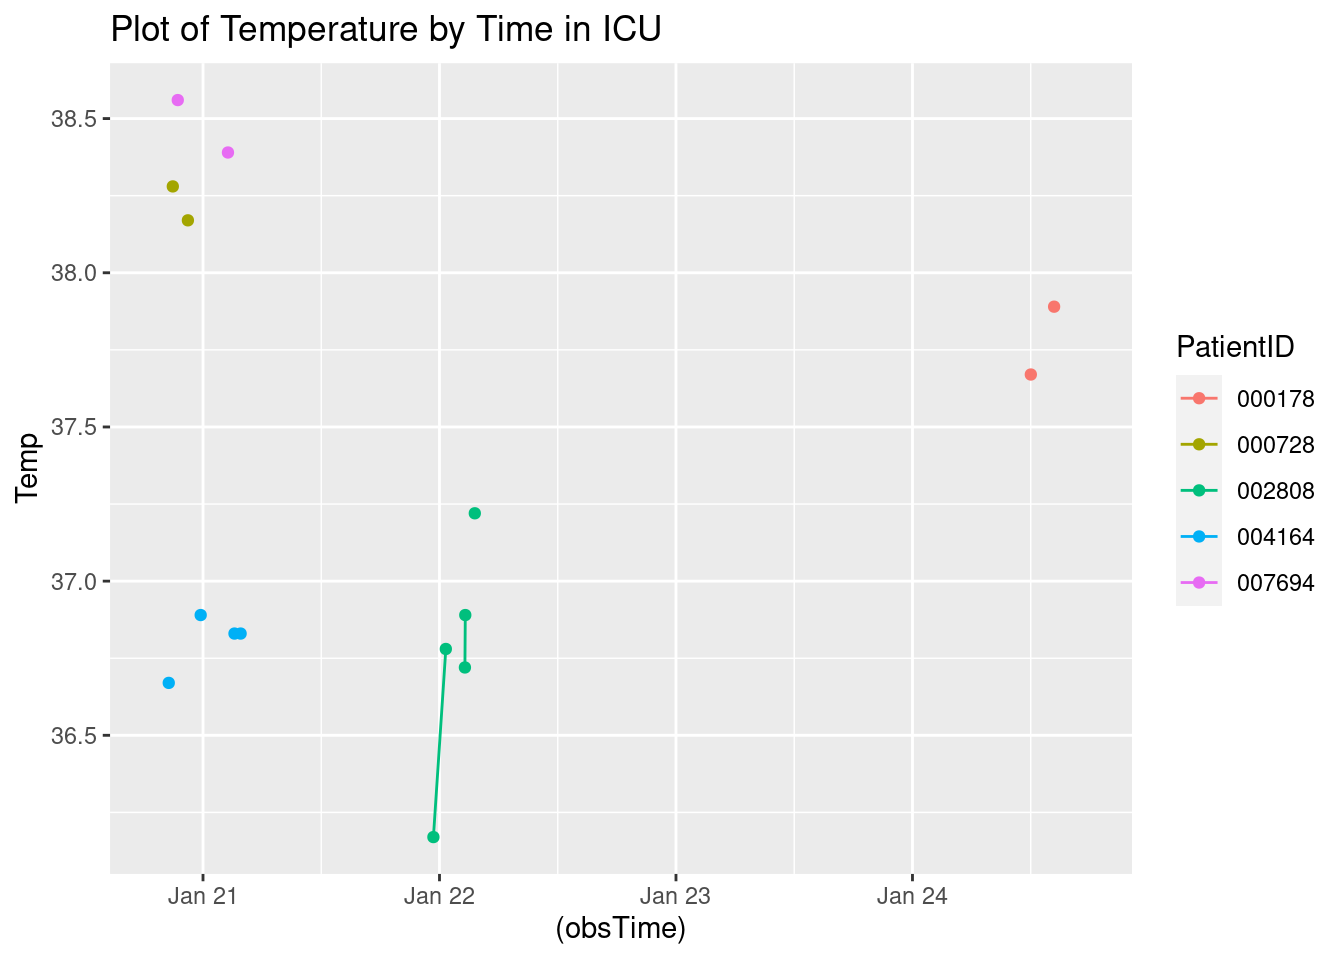 Plot of Temperature by Time in ICU
38.5
38.0
37.5
37.0
36.5
Temp
Jan 21
Jan 22
Jan 23
Jan 24
(obsTime)
PatientID
000178
000728
002808
004164
007694